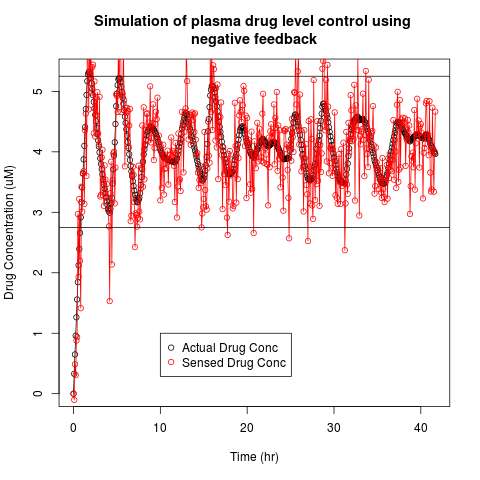 Simulation of plasma drug level control using
negative feedback
Drug Concentration (uM)
5
4
3
2
1
0
Actual Drug Conc
Sensed Drug Conc
0 10 20 30 40
Time (hr)